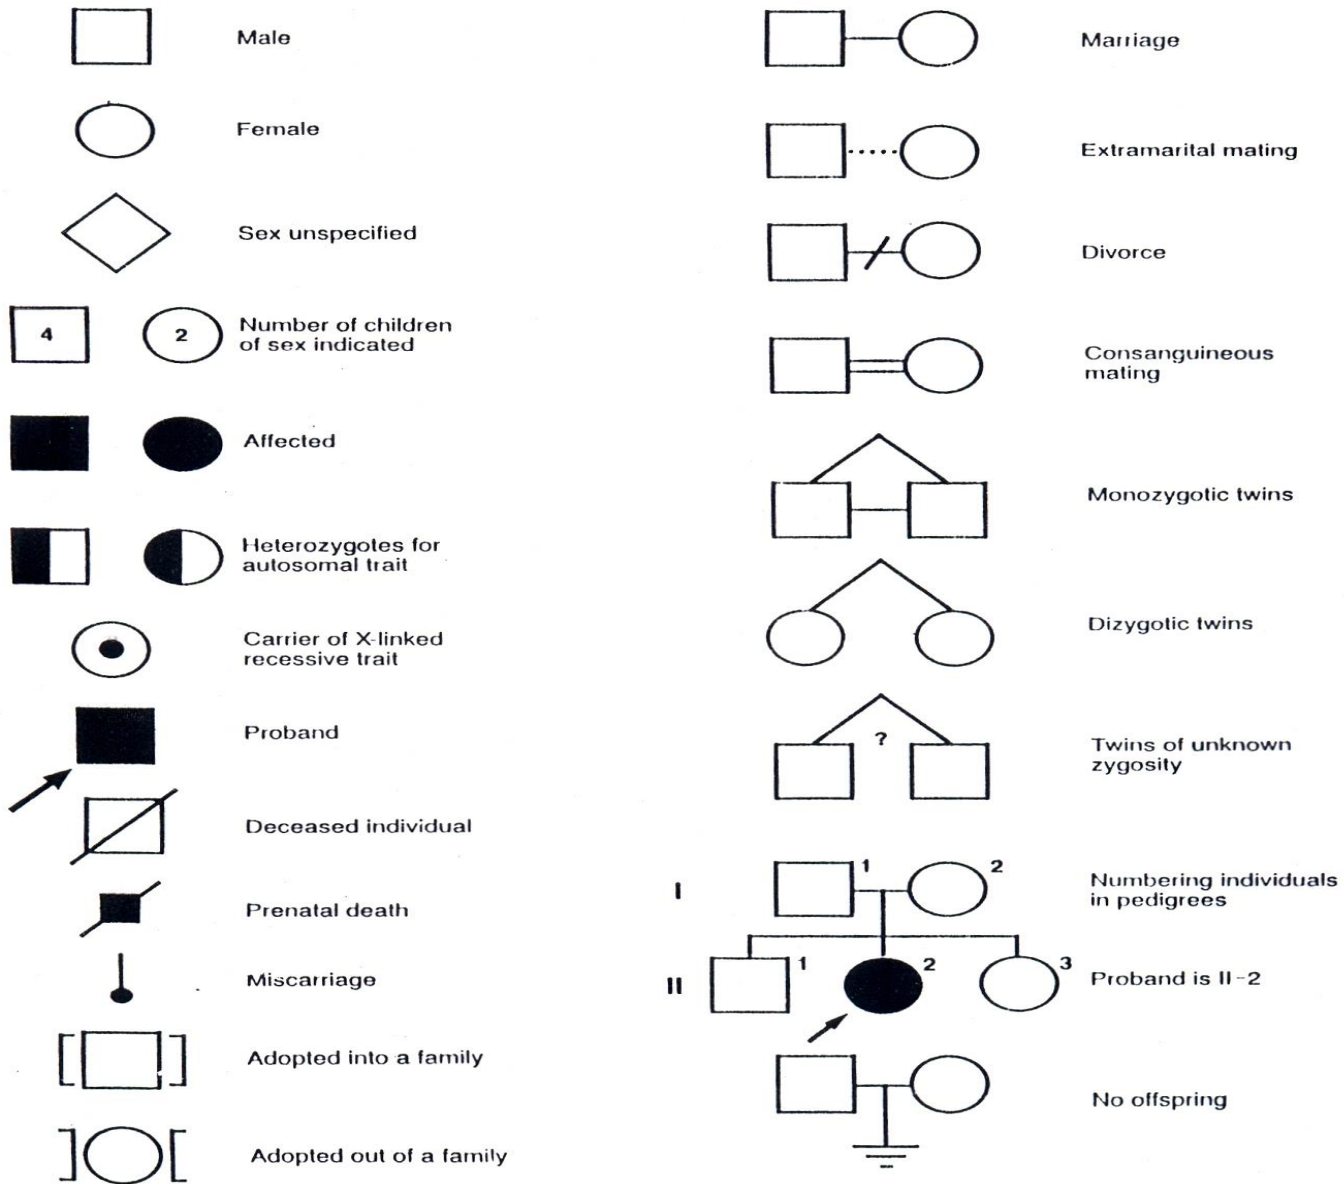 Male
Female
Sex unspecified
4
2
Number of children
of sex indicated
Affected
Heterozygotes for
autosomal trait
Carrier of X-linked
recessive trait
Proband
Deceased individual
Prenatal death
Miscarriage
Adopted into a family
Adopted out of a family
Marriage
Extramarital mating
Divorce
Consanguineous
mating
Monozygotic twins
Dizygotic twins
?
Twins of unknown
zygosity
I
1
2
Numbering individuals
in pedigrees
II
1
2
3
Proband is II-2
No offspring